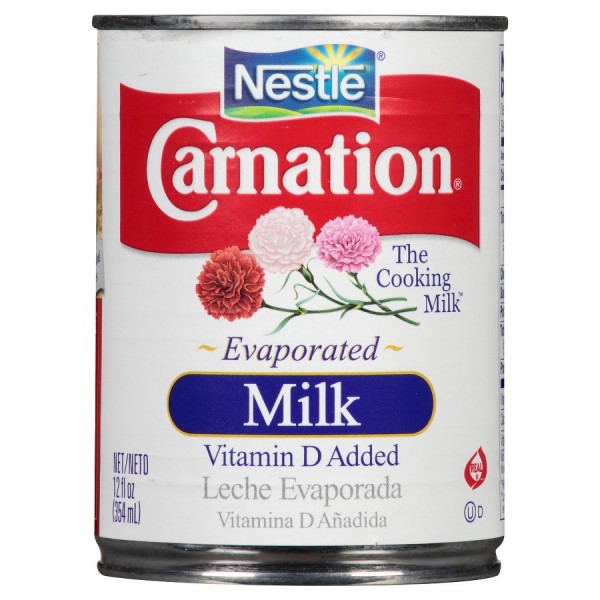 Nestlé®
Carnation®
The
Cooking
Milk™
~ Evaporated ~
Milk
Vitamin D Added
Leche Evaporada
Vitamina D Añadida
NET/NETO
12 fl oz
(354 mL)
REAL
U D